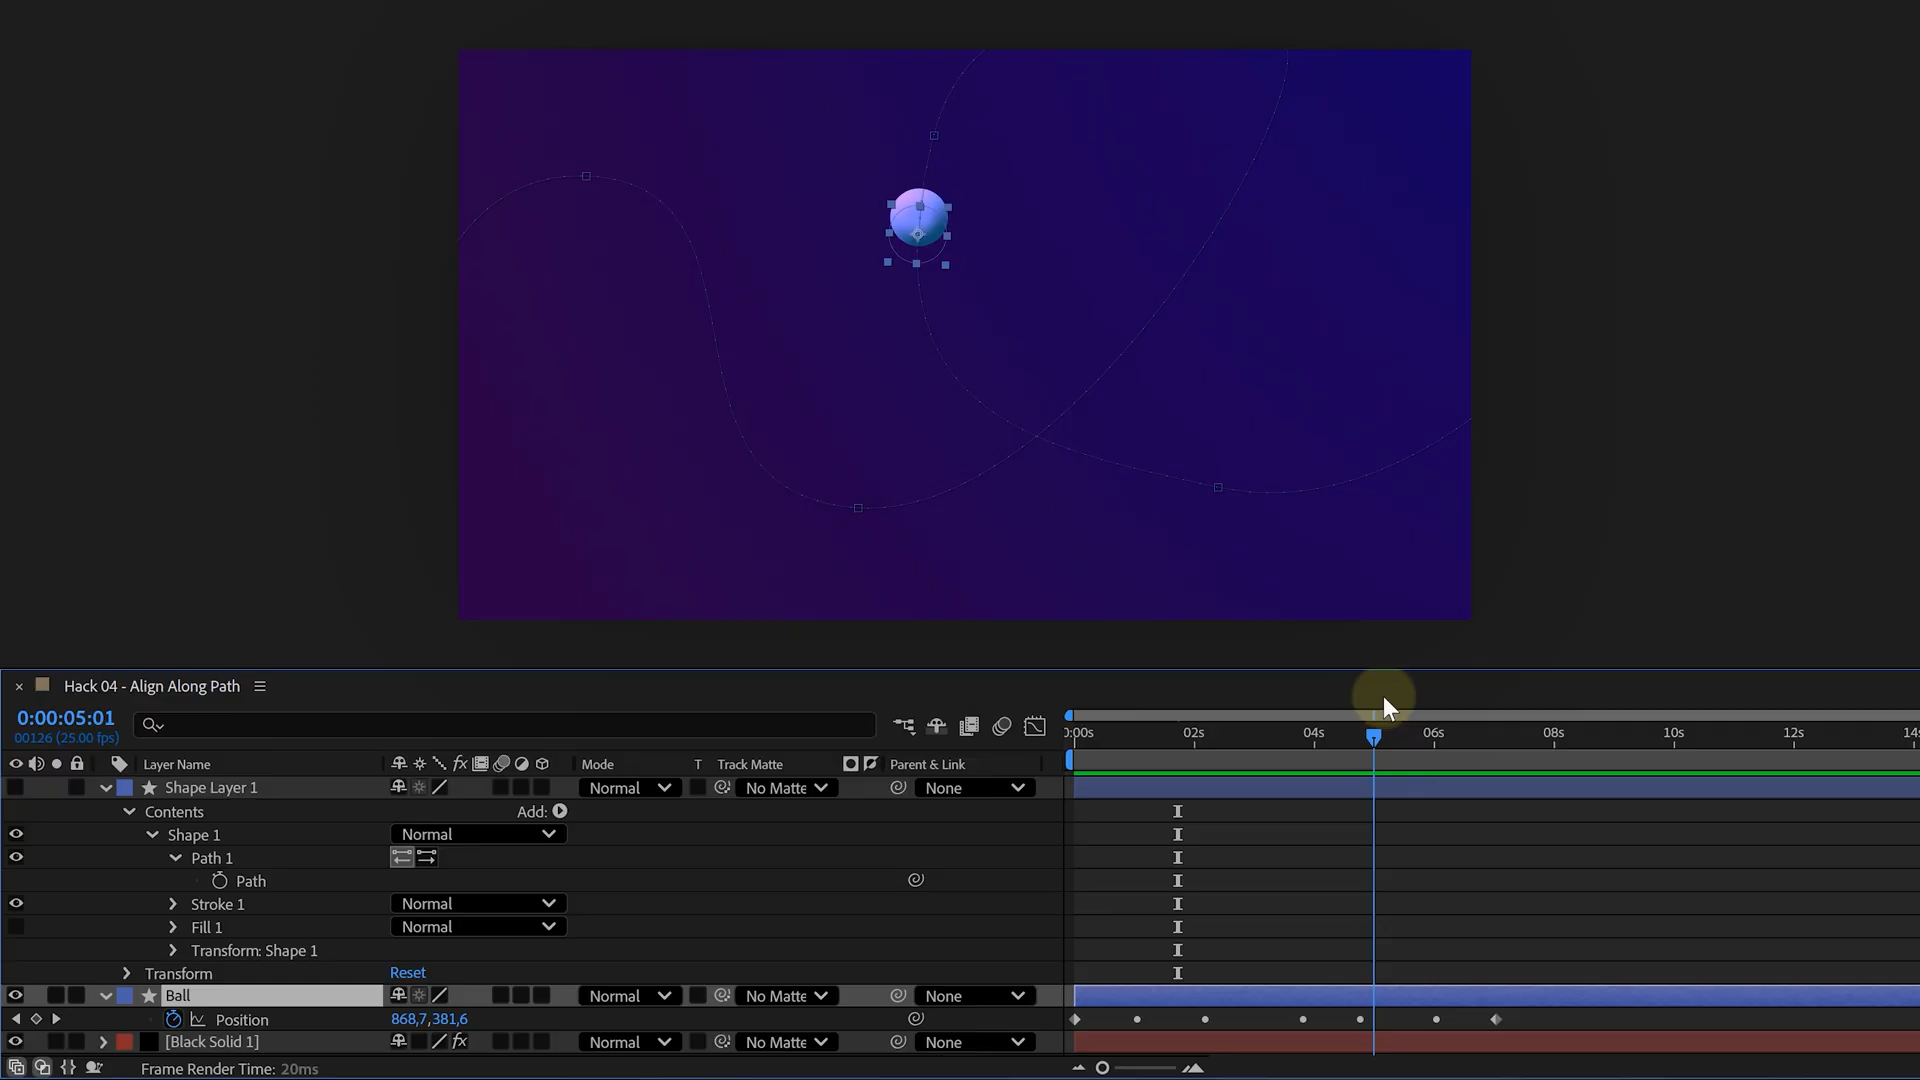 Hack 04 - Align Along Path
0:00:05:01
00126 (25.00 fps)
0:00s 02s 04s 06s 08s 10s 12s 14s
Layer Name Mode T Track Matte Parent & Link
Shape Layer 1 Normal No Matte None
Contents Add:
Shape 1 Normal
Path 1
Path
Stroke 1 Normal
Fill 1 Normal
Transform: Shape 1
Transform Reset
Ball Normal No Matte None
Position 868,7,381,6
[Black Solid 1] fx Normal No Matte None
Frame Render Time: 20ms